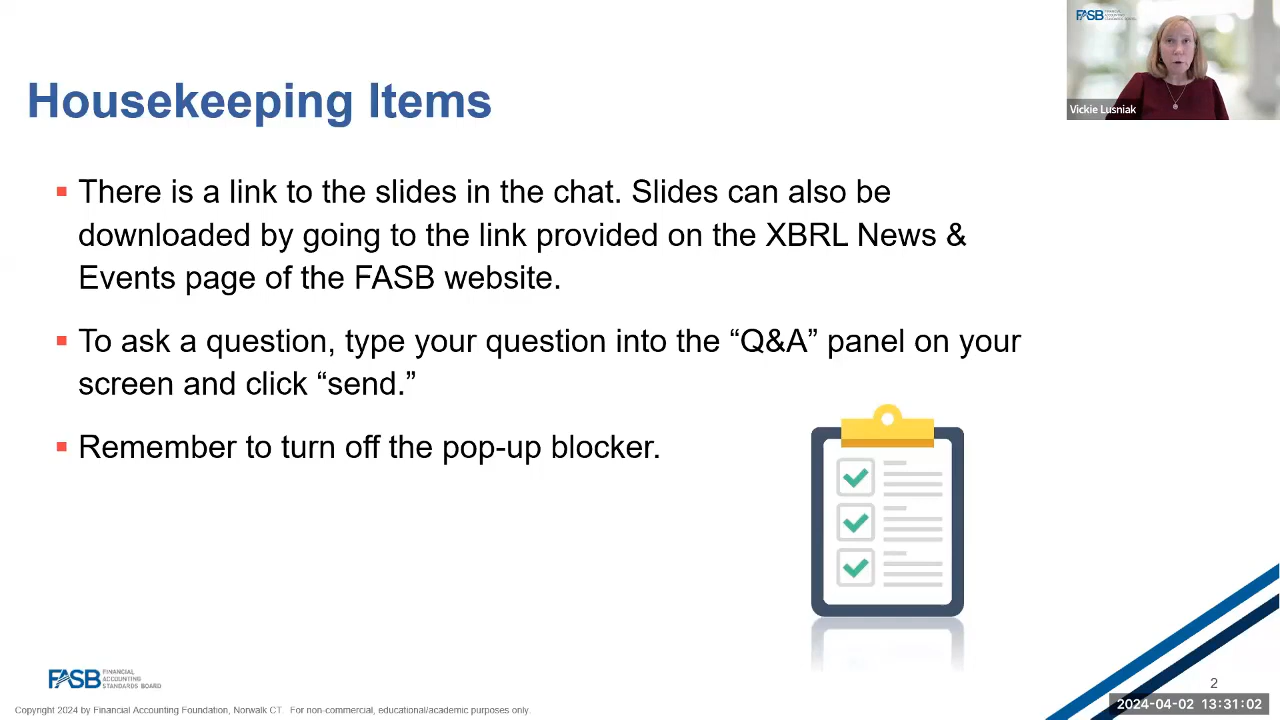 FASB
Vickie Lusniak
Housekeeping Items
There is a link to the slides in the chat. Slides can also be
downloaded by going to the link provided on the XBRL News &
Events page of the FASB website.
To ask a question, type your question into the “Q&A” panel on your
screen and click “send.”
Remember to turn off the pop-up blocker.
FASB FINANCIAL
ACCOUNTING
STANDARDS BOARD
2
2024-04-02 13:31:02
Copyright 2024 by Financial Accounting Foundation, Norwalk CT. For non-commercial, educational/academic purposes only.